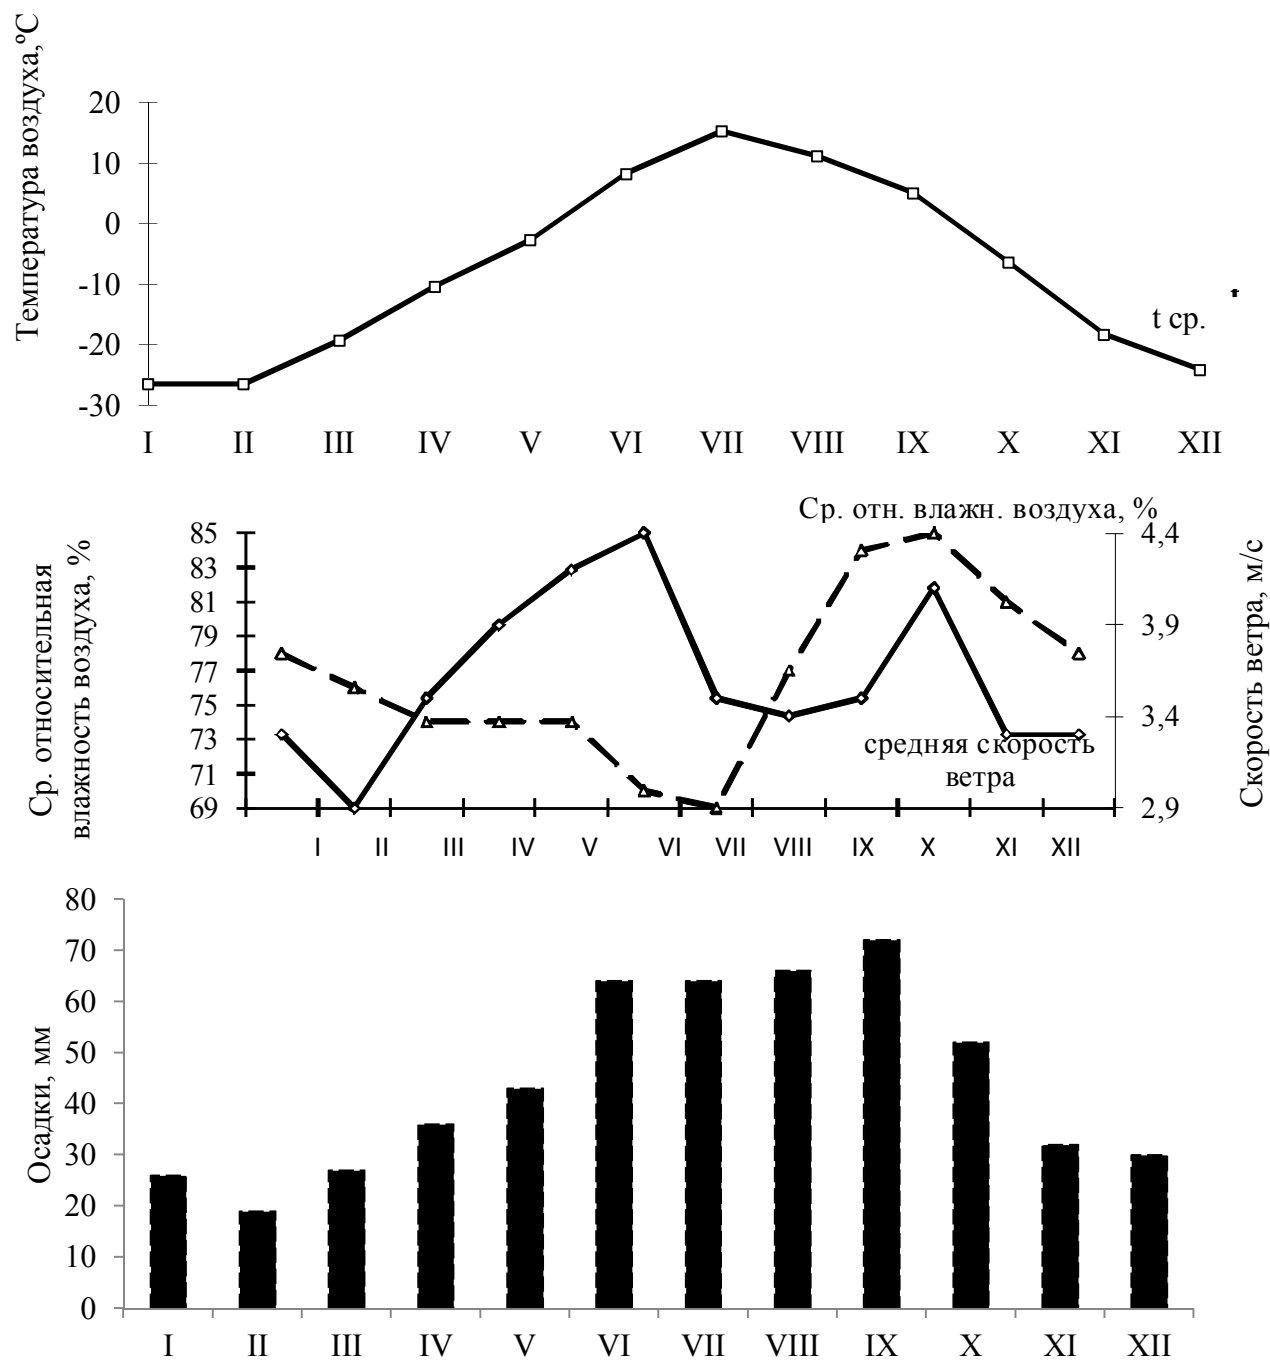 Температура воздуха,ºС
20
10
0
-10
-20
-30
t ср.
I II III IV V VI VII VIII IX X XI XII
Ср. относительная
влажность воздуха, %
85
83
81
79
77
75
73
71
69
Ср. отн. влажн. воздуха, %
средняя скорость
ветра
4,4
3,9
3,4
2,9
Скорость ветра, м/с
I II III IV V VI VII VIII IX X XI XII
Осадки, мм
80
70
60
50
40
30
20
10
0
I II III IV V VI VII VIII IX X XI XII